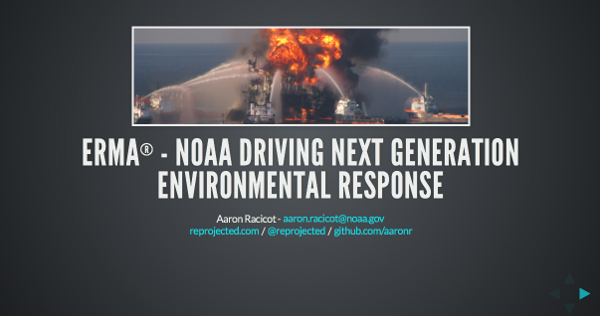 ERMA® - NOAA DRIVING NEXT GENERATION
ENVIRONMENTAL RESPONSE
Aaron Racicot - aaron.racicot@noaa.gov
reprojected.com / @reprojected / github.com/aaronr